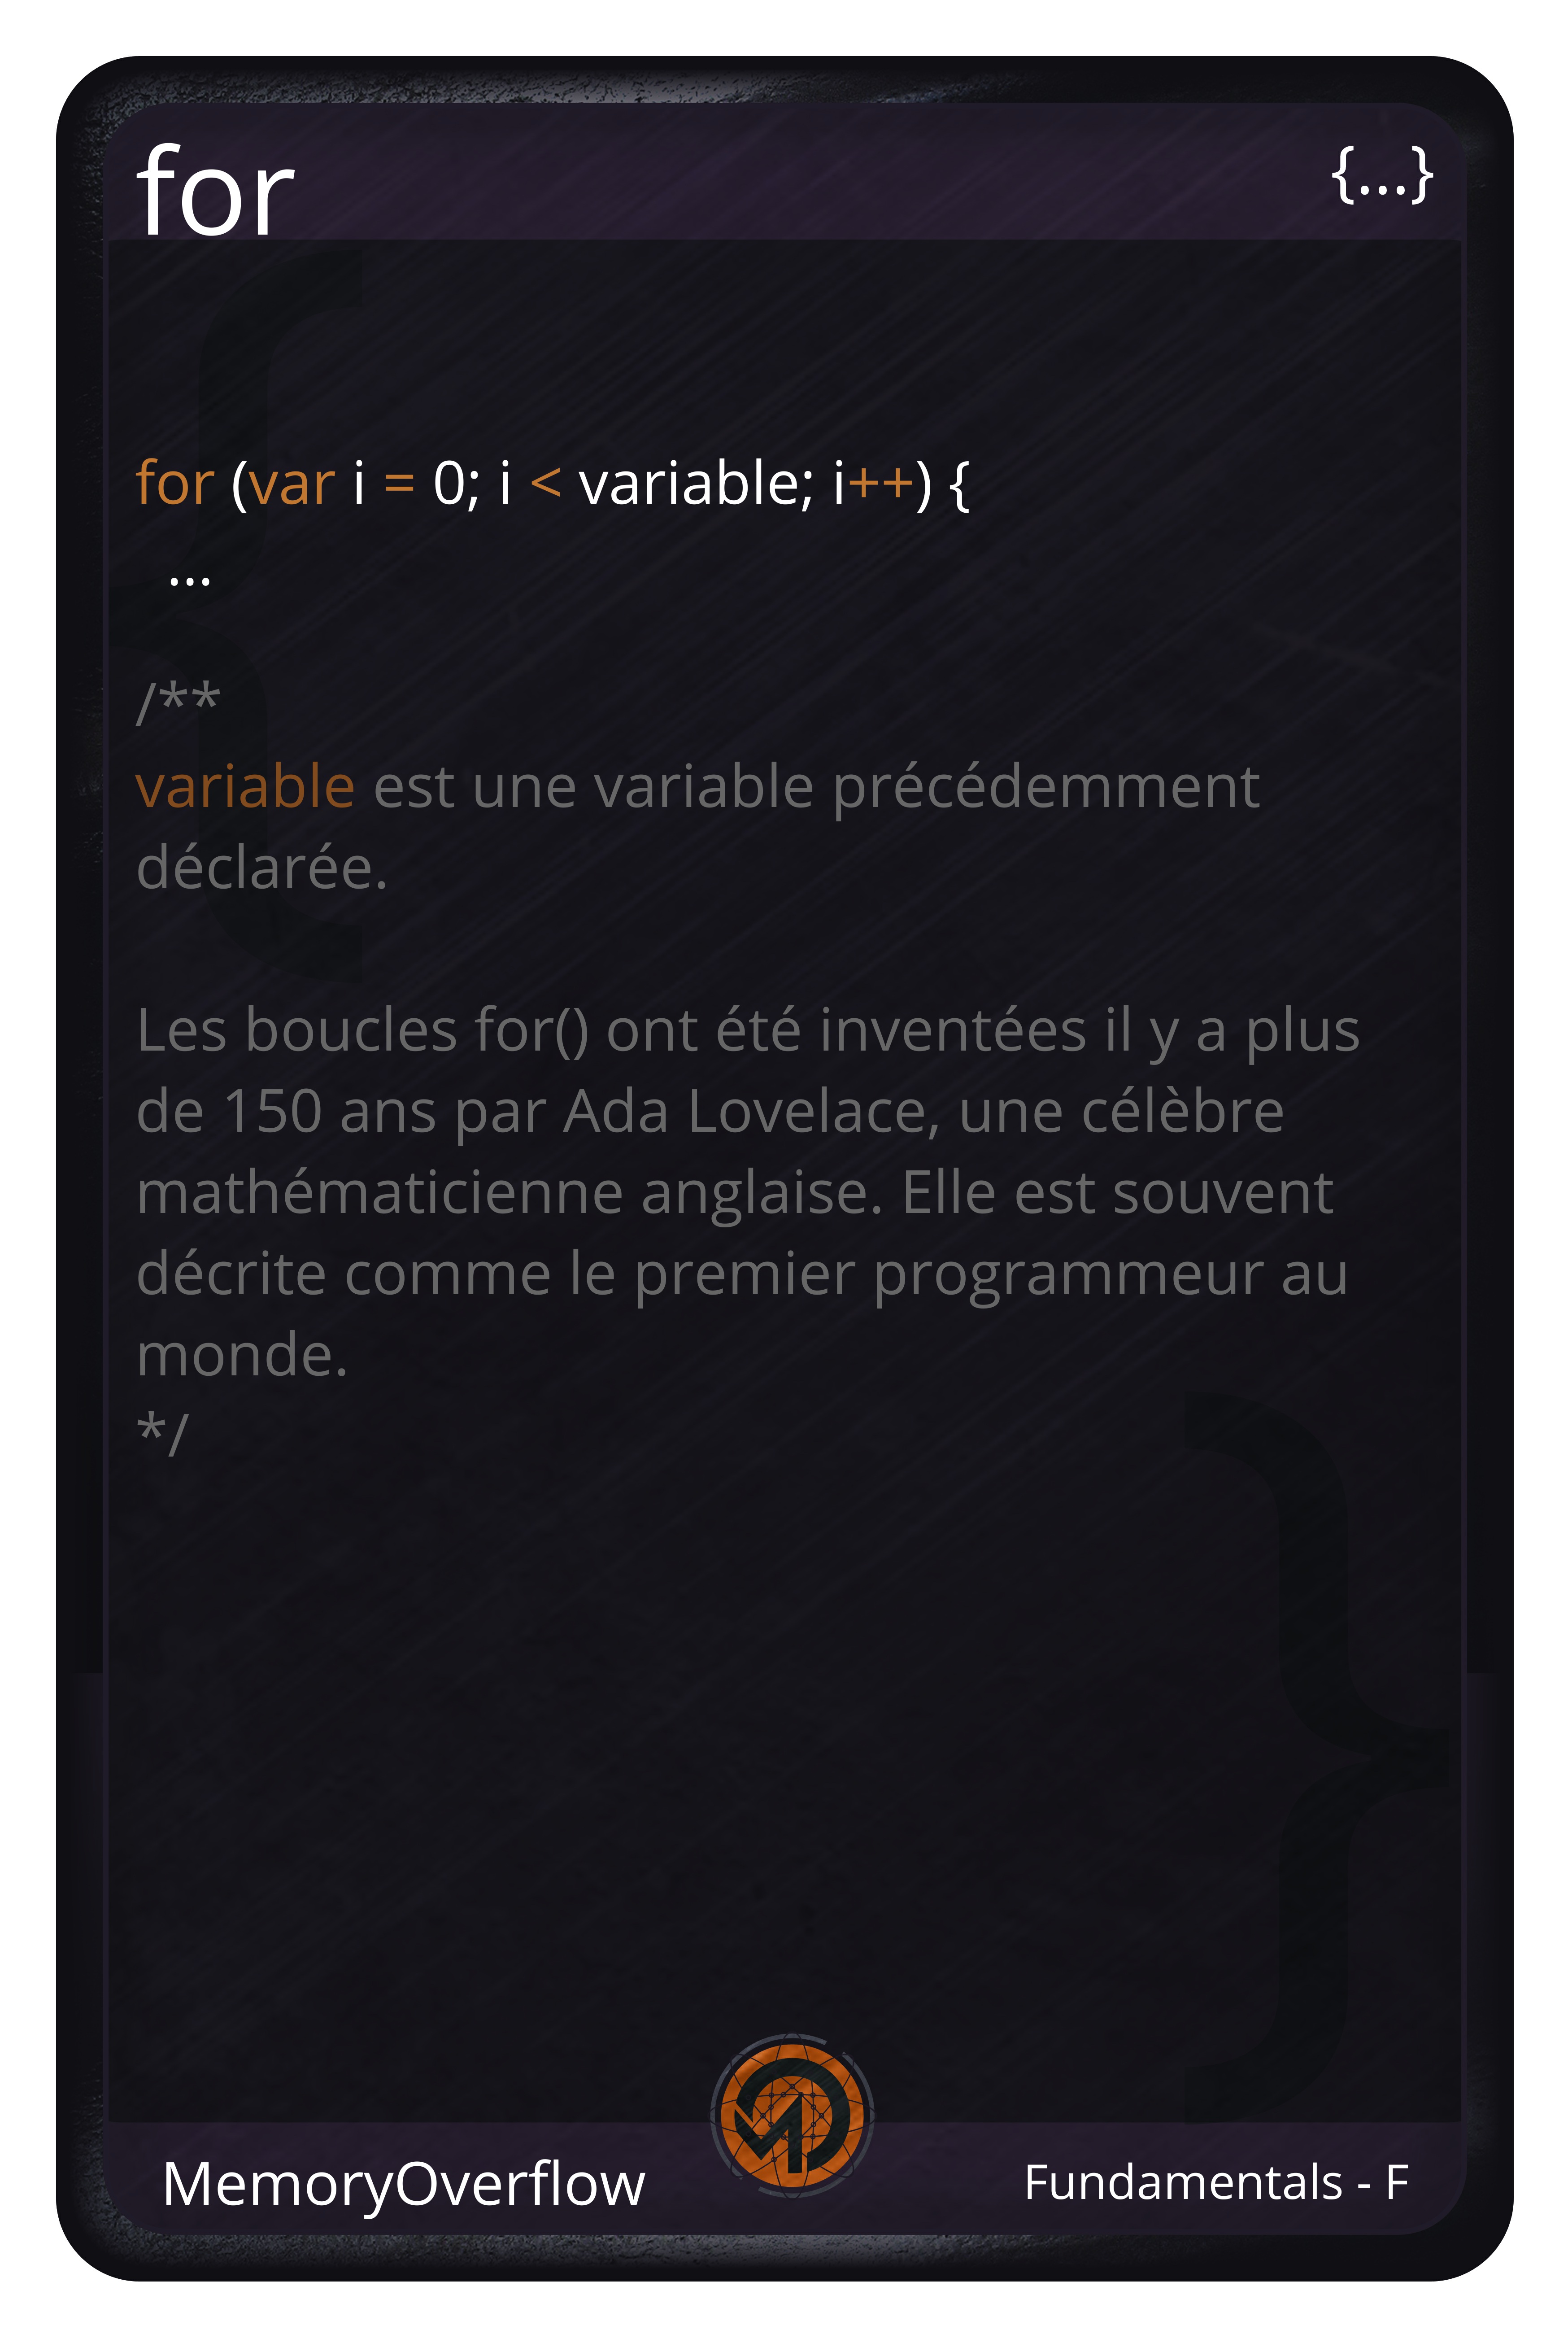 for
{...}
for (var i = 0; i < variable; i++) {
...
/**
variable est une variable précédemment
déclarée.
Les boucles for() ont été inventées il y a plus
de 150 ans par Ada Lovelace, une célèbre
mathématicienne anglaise. Elle est souvent
décrite comme le premier programmeur au
monde.
*/
MemoryOverflow
Fundamentals - F